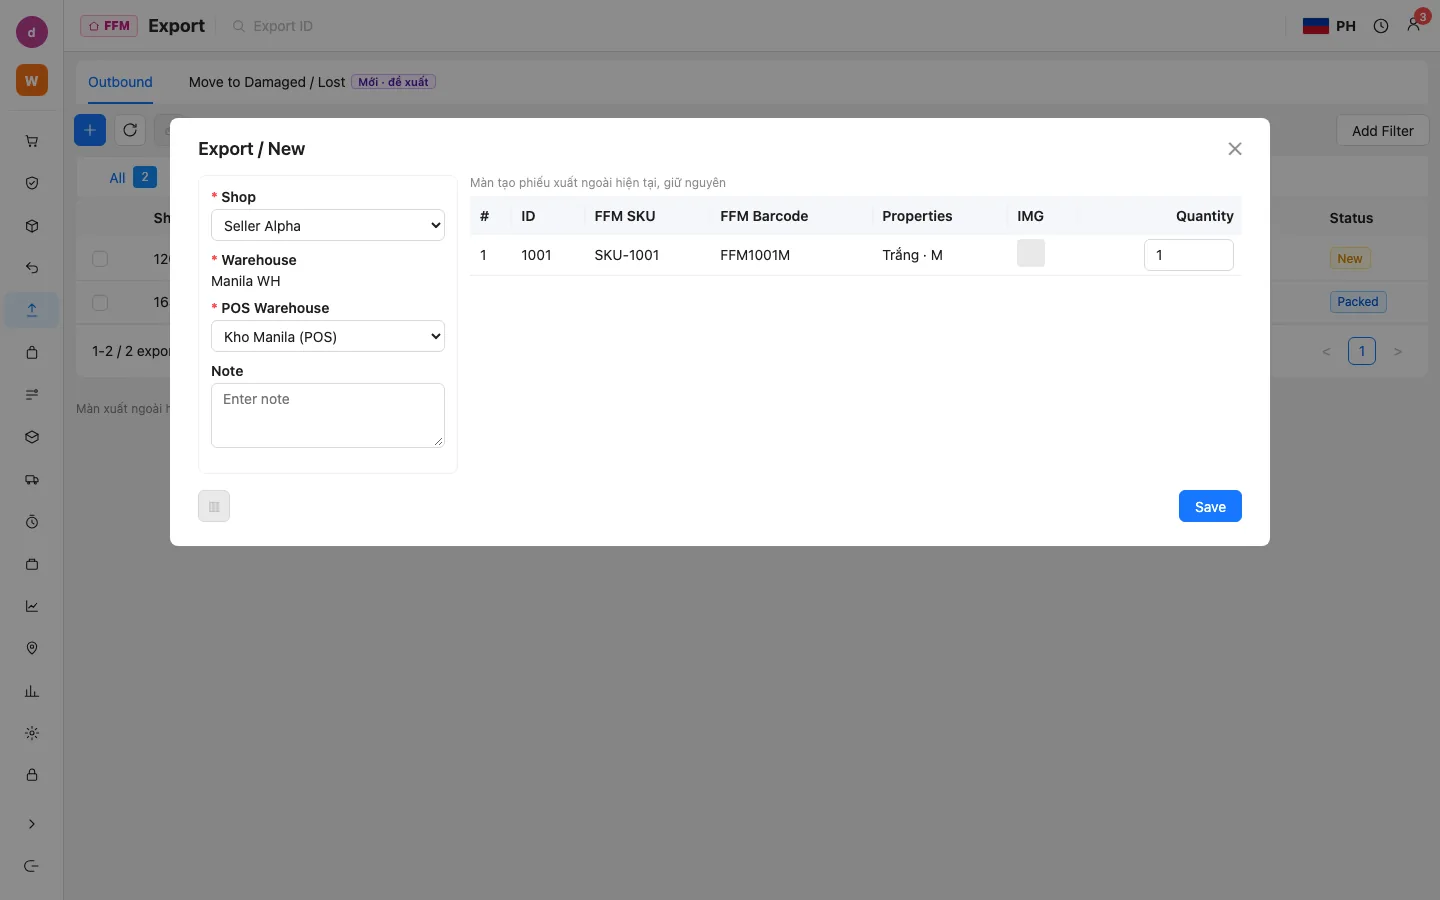 d
FFM
Export
Export ID
PH
3
W
Outbound
Move to Damaged / Lost
Mới · đề xuất
Add Filter
All 2
Sh
Status
120
New
16
Packed
1-2 / 2 expor
< 1 >
Màn xuất ngoài h
Export / New
* Shop
Seller Alpha
* Warehouse
Manila WH
* POS Warehouse
Kho Manila (POS)
Note
Enter note
Màn tạo phiếu xuất ngoài hiện tại, giữ nguyên
# ID FFM SKU FFM Barcode Properties IMG Quantity
1 1001 SKU-1001 FFM1001M Trắng · M 1
Save